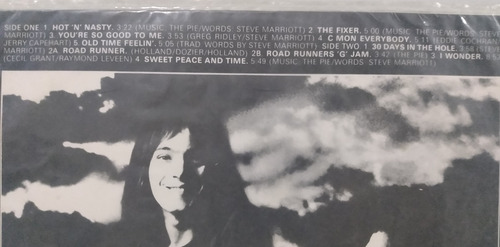 SIDE ONE 1. HOT 'N' NASTY. 3:22 (MUSIC: THE PIE/WORDS: STEVE MARRIOTT) 2 THE FIXER. 5:00 (MUSIC: THE PIE/WORDS: STEVE
MARRIOTT) 3. YOU'RE SO GOOD TO ME. 3:53 (GREG RIDLEY/STEVE MARRIOTT) 4 C MON EVERYBODY. 5:11 (EDDIE COCHRAN/
JERRY CAPEHART) 5. OLD TIME FEELIN'. 5:05 (TRAD. WORDS BY STEVE MARRIOTT) SIDE TWO 1 30 DAYS IN THE HOLE. 3:56 (STEVE
MARRIOTT) 2A ROAD RUNNER. (HOLLAND/DOZIER/HOLLAND) 2B. ROAD RUNNERS 'G' JAM. 3:42 (THE PIE) 3 I WONDER.
(CECIL GRANT/RAYMOND LEVEEN) 4 SWEET PEACE AND TIME. 5:49 (MUSIC: THE PIE/WORDS: STEVE MARRIOTT)